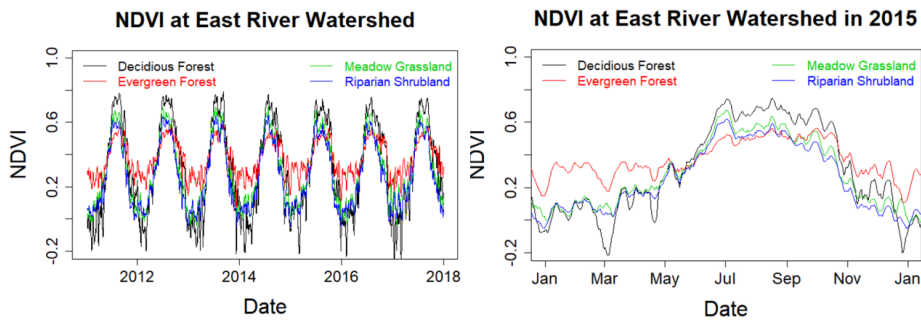 NDVI at East River Watershed
NDVI
1.0
0.6
0.2
-0.2
Decidious Forest
Evergreen Forest
Meadow Grassland
Riparian Shrubland
2012
2014
2016
2018
Date
NDVI at East River Watershed in 2015
NDVI
1.0
0.6
0.2
-0.2
Decidious Forest
Evergreen Forest
Meadow Grassland
Riparian Shrubland
Jan
Mar
May
Jul
Sep
Nov
Jan
Date